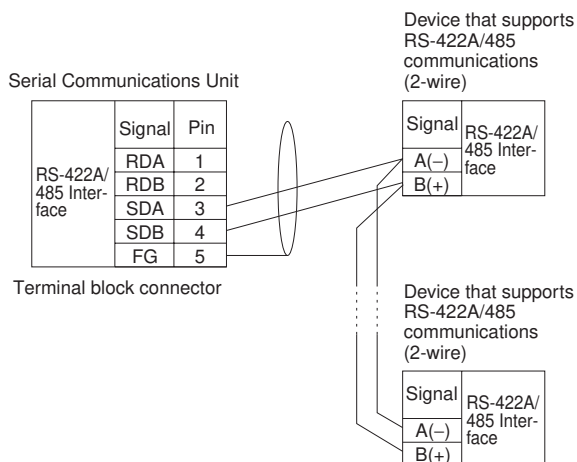 Device that supports
RS-422A/485
communications
(2-wire)
Serial Communications Unit
Signal Pin
RS-422A/
485 Inter-
face
RDA 1
RDB 2
SDA 3
SDB 4
FG 5
Terminal block connector
Signal
A(−)
B(+)
RS-422A/
485 Inter-
face
Device that supports
RS-422A/485
communications
(2-wire)
Signal
A(−)
B(+)
RS-422A/
485 Inter-
face